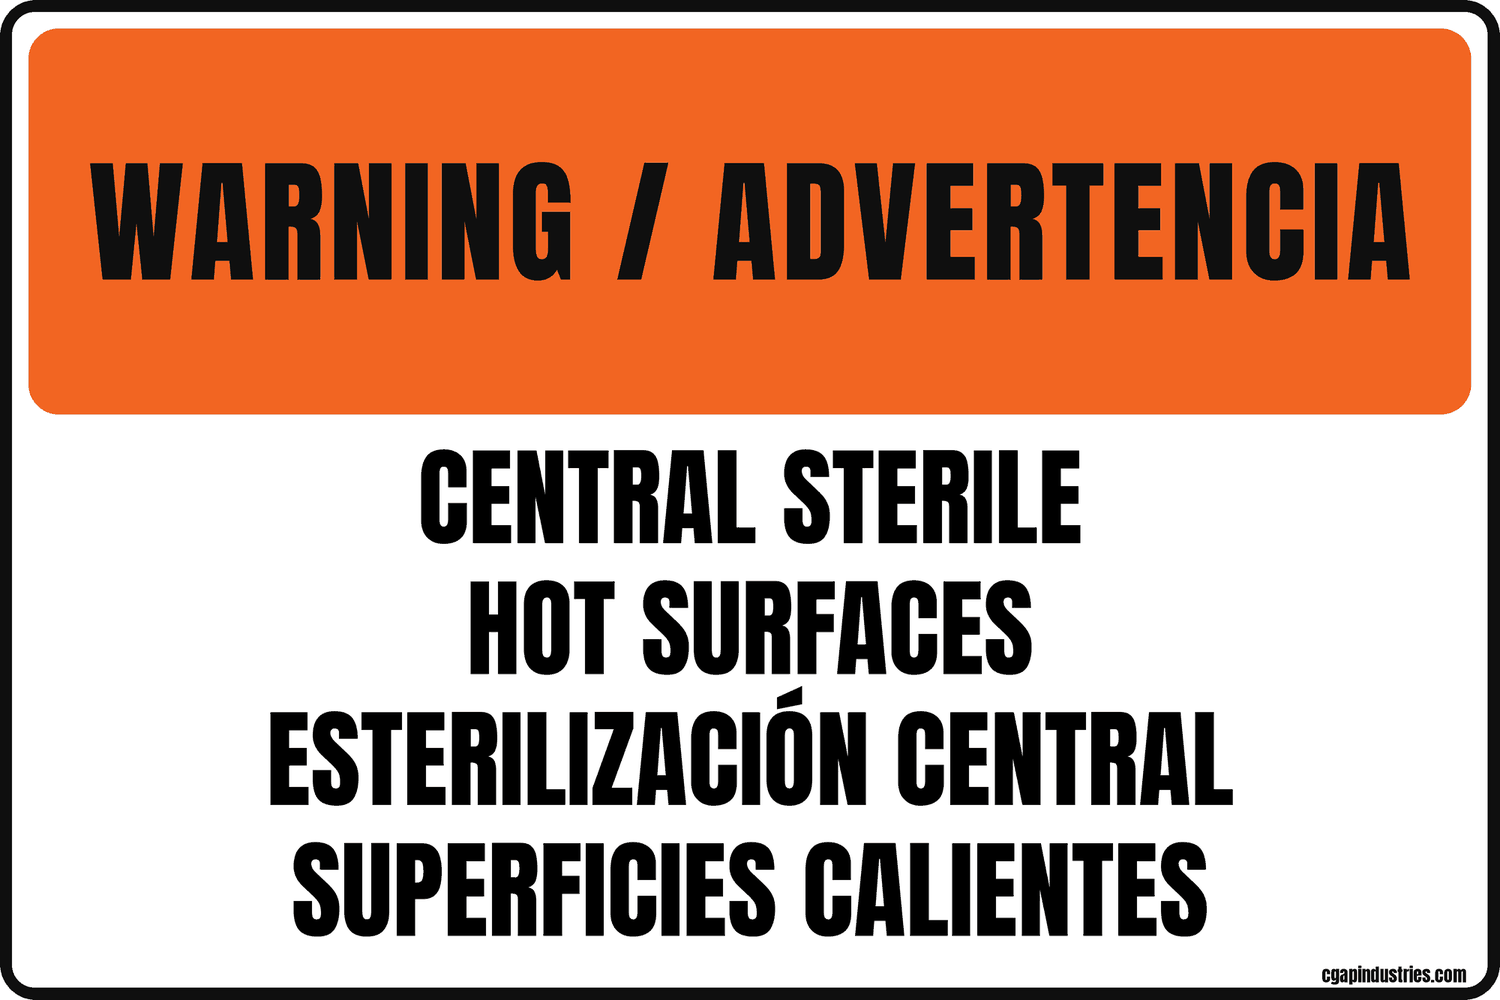 WARNING / ADVERTENCIA
CENTRAL STERILE
HOT SURFACES
ESTERILIZACIÓN CENTRAL
SUPERFICIES CALIENTES
cgapindustries.com